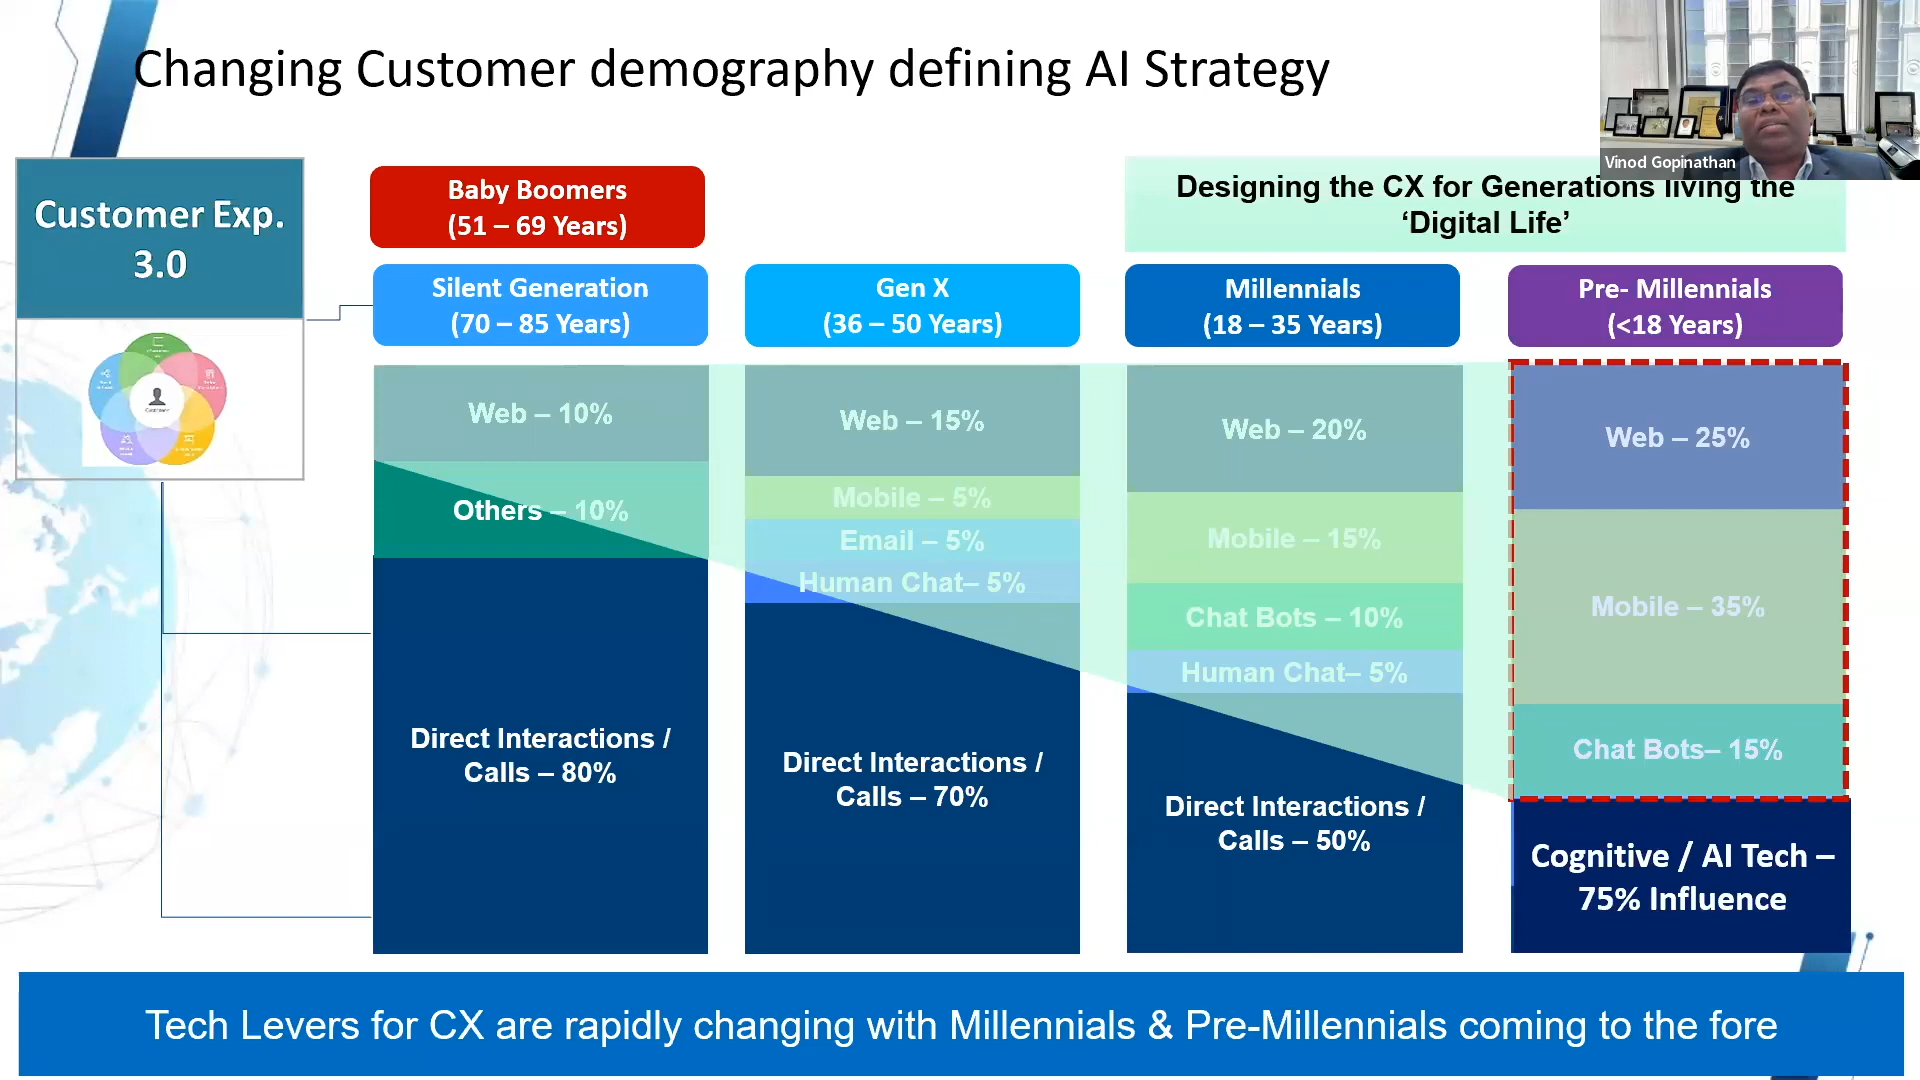 Changing Customer demography defining AI Strategy
Vinod Gopinathan
Customer Exp.
3.0
Customer
Baby Boomers
(51 – 69 Years)
Designing the CX for Generations living the
‘Digital Life’
Silent Generation
(70 – 85 Years)
Gen X
(36 – 50 Years)
Millennials
(18 – 35 Years)
Pre- Millennials
(<18 Years)
Web – 10%
Others – 10%
Direct Interactions /
Calls – 80%
Web – 15%
Mobile – 5%
Email – 5%
Human Chat– 5%
Direct Interactions /
Calls – 70%
Web – 20%
Mobile – 15%
Chat Bots – 10%
Human Chat– 5%
Direct Interactions /
Calls – 50%
Web – 25%
Mobile – 35%
Chat Bots– 15%
Cognitive / AI Tech –
75% Influence
Tech Levers for CX are rapidly changing with Millennials & Pre-Millennials coming to the fore